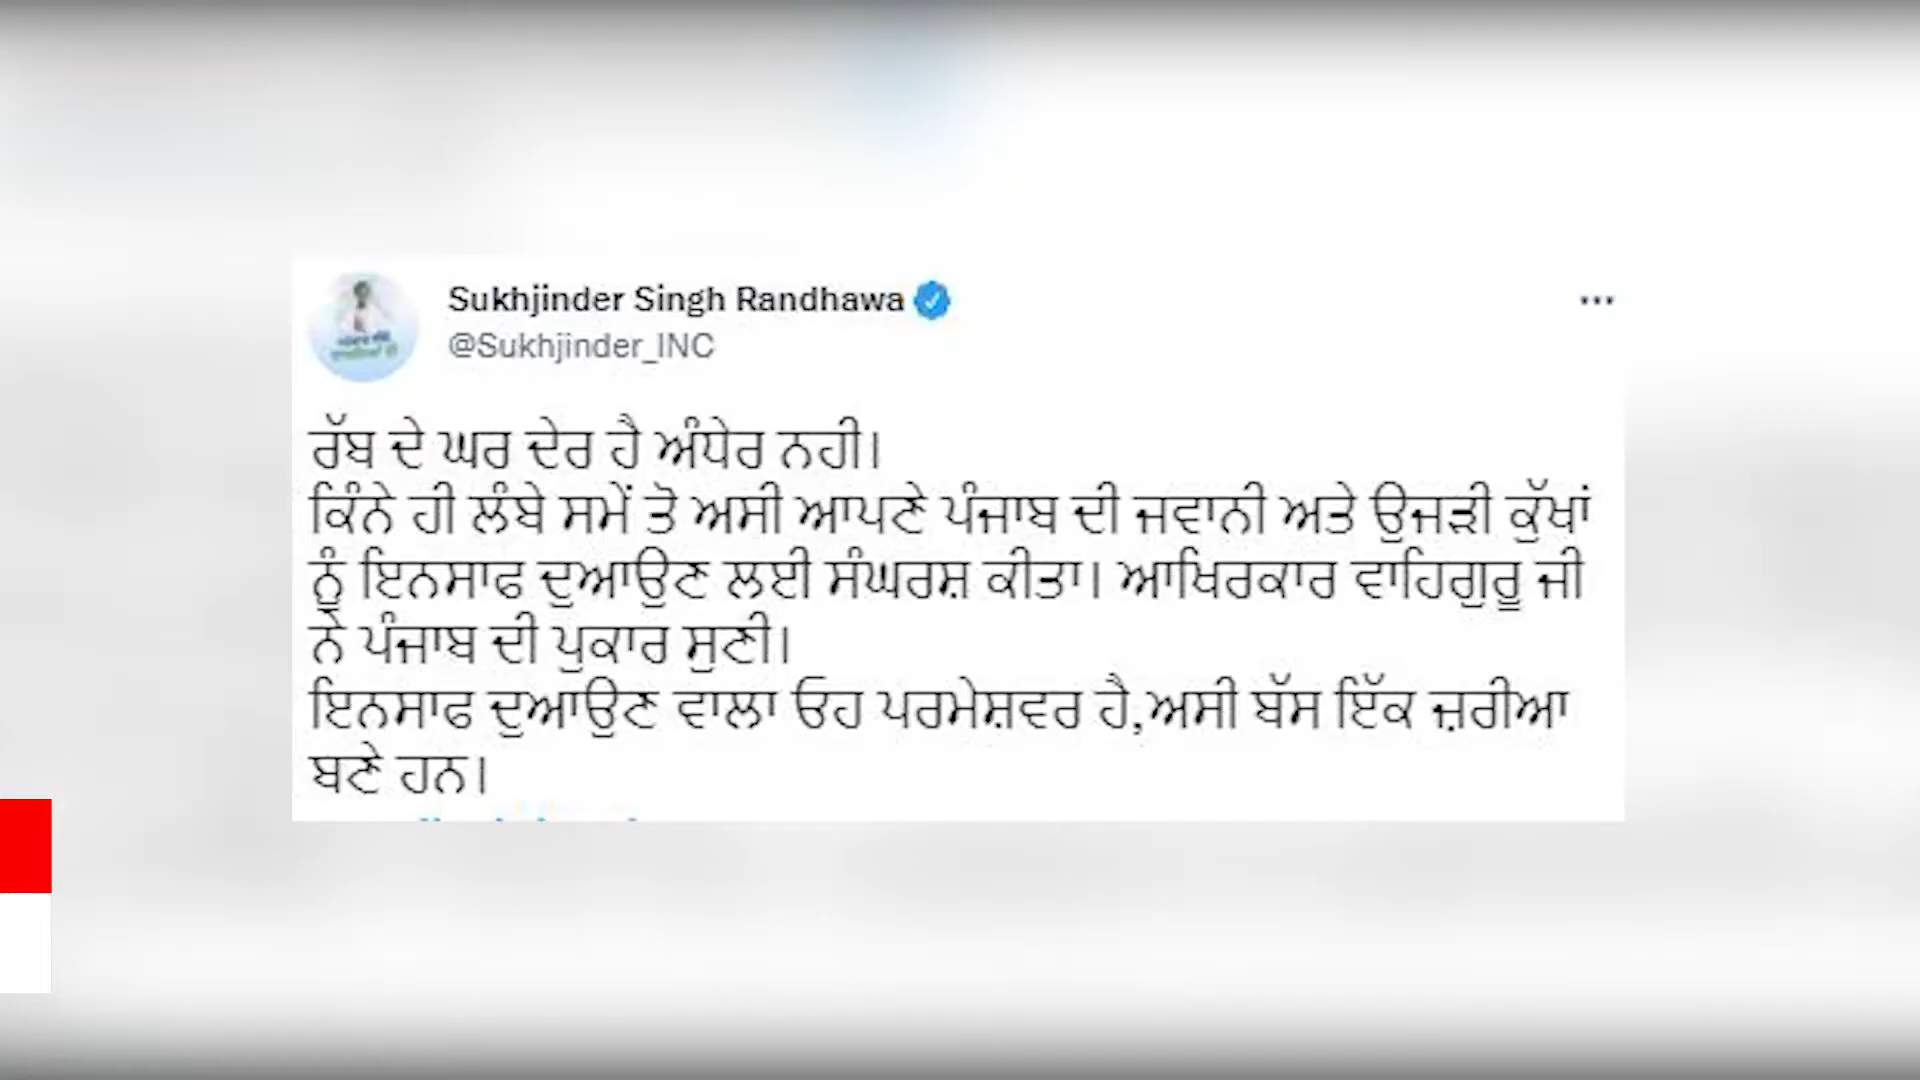 Sukhjinder Singh Randhawa
@Sukhjinder_INC
ਰੱਬ ਦੇ ਘਰ ਦੇਰ ਹੈ ਅੰਧੇਰ ਨਹੀ।
ਕਿੰਨੇ ਹੀ ਲੰਬੇ ਸਮੇਂ ਤੋ ਅਸੀ ਆਪਣੇ ਪੰਜਾਬ ਦੀ ਜਵਾਨੀ ਅਤੇ ਉਜੜੀ ਕੁੱਖਾਂ
ਨੂੰ ਇਨਸਾਫ ਦੁਆਉਣ ਲਈ ਸੰਘਰਸ਼ ਕੀਤਾ। ਆਖਿਰਕਾਰ ਵਾਹਿਗੁਰੂ ਜੀ
ਨੇ ਪੰਜਾਬ ਦੀ ਪੁਕਾਰ ਸੁਣੀ।
ਇਨਸਾਫ ਦੁਆਉਣ ਵਾਲਾ ਓਹ ਪਰਮੇਸ਼ਵਰ ਹੈ,ਅਸੀ ਬੱਸ ਇੱਕ ਜ਼ਰੀਆ
ਬਣੇ ਹਨ।